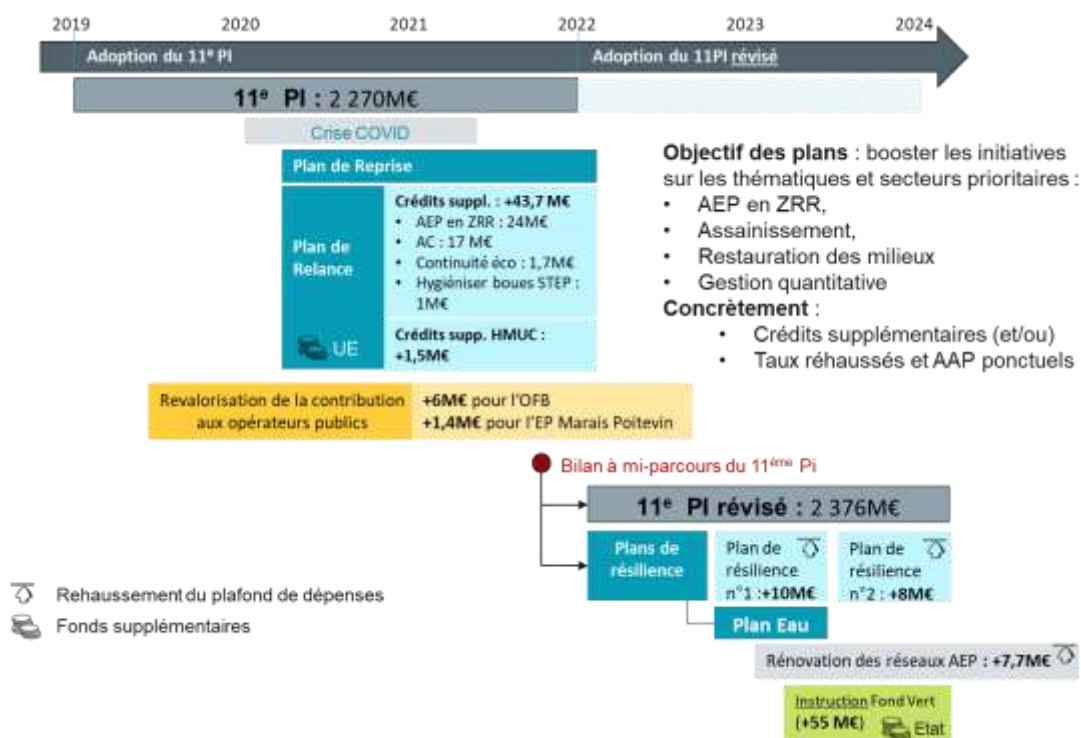 2019 2020 2021 2022 2023 2024
Adoption du 11ᵉ PI
Adoption du 11PI révisé
11ᵉ PI : 2 270M€
Crise COVID
Plan de Reprise
Plan de
Relance
UE
Crédits suppl. : +43,7 M€
• AEP en ZRR : 24M€
• AC : 17 M€
• Continuité éco : 1,7M€
• Hygiéniser boues STEP :
1M€
Crédits supp. HMUC :
+1,5M€
Objectif des plans : booster les initiatives
sur les thématiques et secteurs prioritaires :
• AEP en ZRR,
• Assainissement,
• Restauration des milieux
• Gestion quantitative
Concrètement :
• Crédits supplémentaires (et/ou)
• Taux réhaussés et AAP ponctuels
Revalorisation de la contribution
aux opérateurs publics
+6M€ pour l'OFB
+1,4M€ pour l'EP Marais Poitevin
Bilan à mi-parcours du 11ᵉᵐᵉ Pi
11ᵉ PI révisé : 2 376M€
Plans de
résilience
Plan de
résilience
n°1 :+10M€
Plan de
résilience
n°2 : +8M€
Plan Eau
Rehaussement du plafond de dépenses
Fonds supplémentaires
Rénovation des réseaux AEP : +7,7M€
Instruction Fond Vert
(+55 M€) Etat